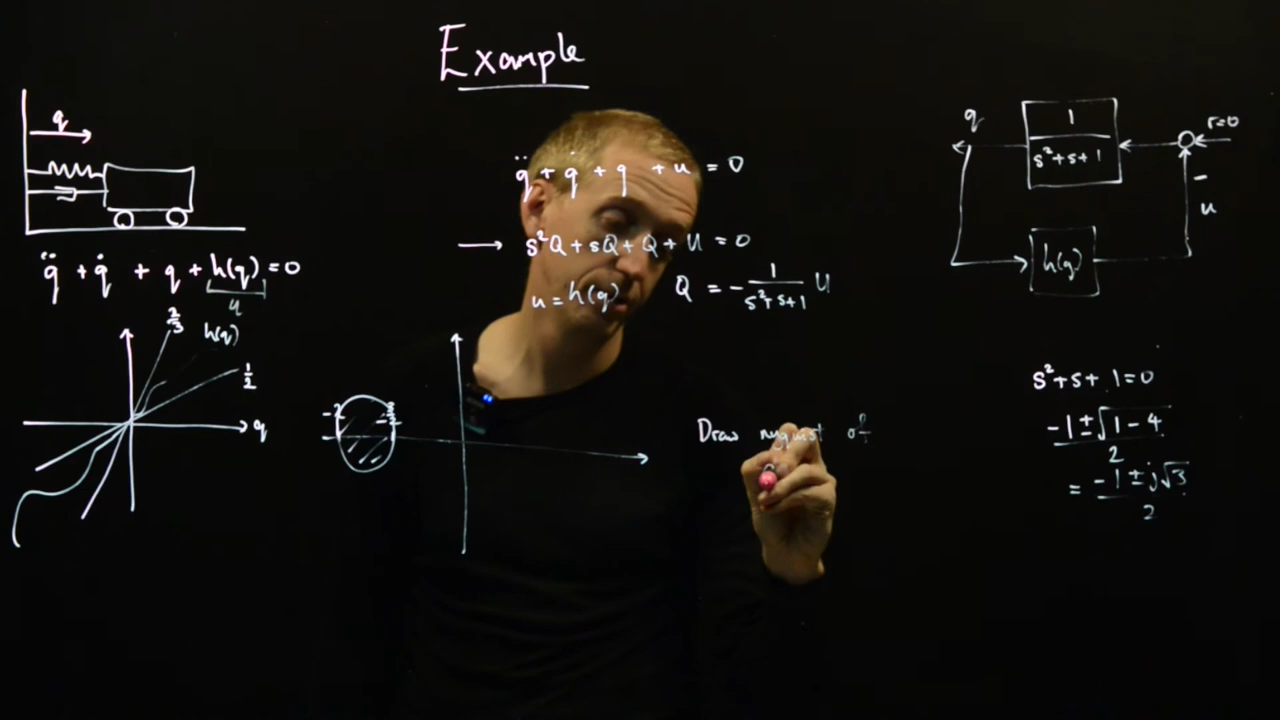 Example
q
q̈ + q̇ + q + h(q) = 0
u
2/3
h(q)
1/2
q
q̈ + q̇ + q + u = 0
→ s²Q + sQ + Q + U = 0
u = h(q)
Q = - 1/(s²+s+1) U
-2
-3/2
Draw nyquist of
q
1/(s²+s+1)
r=0
-
u
h(q)
s²+s+1=0
(-1±√(1-4))/2
= (-1±j√3)/2